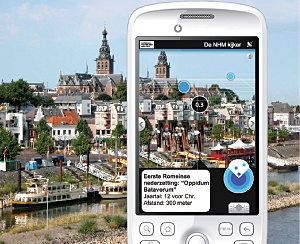 De NHM kijker
0.3
Eerste Romeinse
nederzetting: "Oppidum
Batavorum"
Jaartal: 12 voor Chr.
Afstand: 300 meter